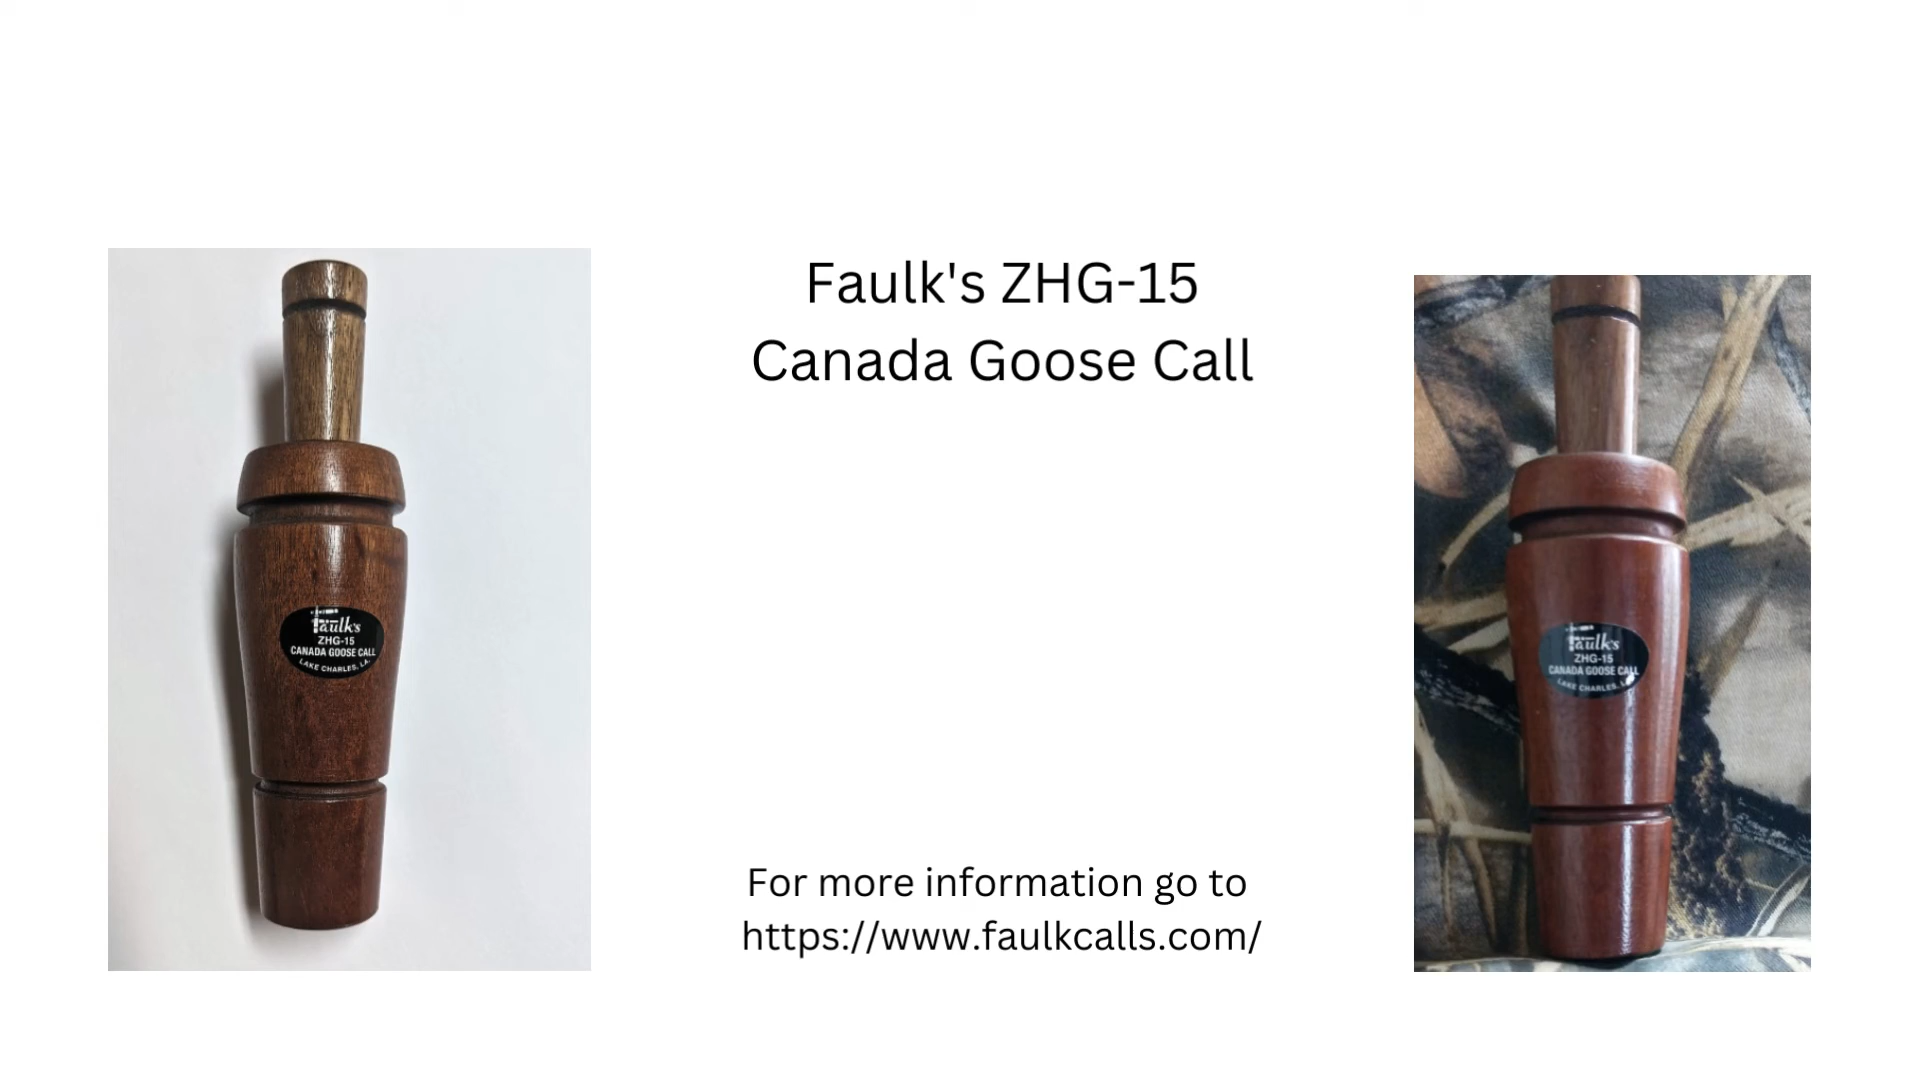 Faulk's ZHG-15
Canada Goose Call
Faulk's
ZHG-15
CANADA GOOSE CALL
LAKE CHARLES, LA.
Faulk's
ZHG-15
CANADA GOOSE CALL
LAKE CHARLES, L
For more information go to
https://www.faulkcalls.com/